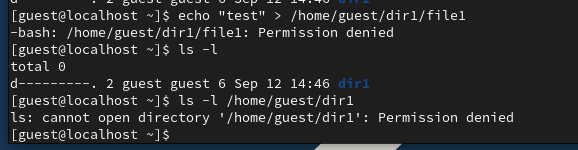 [guest@localhost ~]$ echo "test" > /home/guest/dir1/file1
-bash: /home/guest/dir1/file1: Permission denied
[guest@localhost ~]$ ls -l
total 0
d---------. 2 guest guest 6 Sep 12 14:46 dir1
[guest@localhost ~]$ ls -l /home/guest/dir1
ls: cannot open directory '/home/guest/dir1': Permission denied
[guest@localhost ~]$